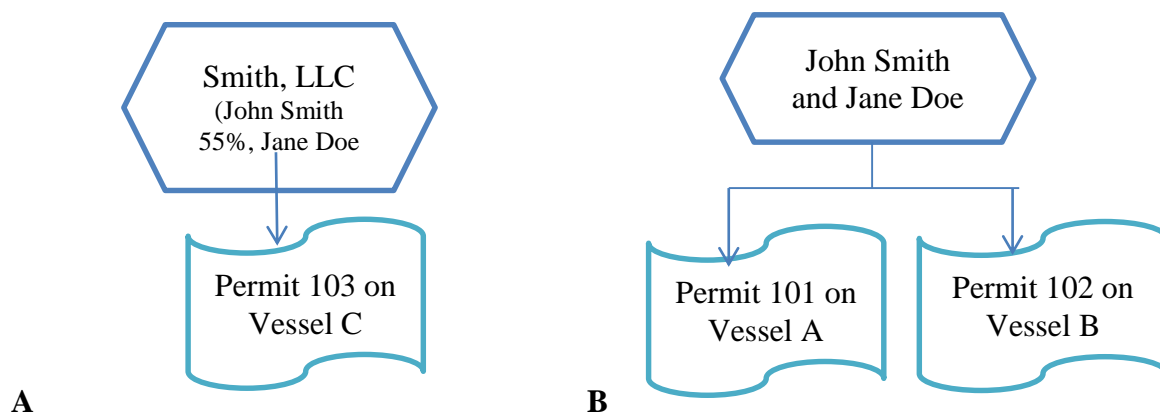 Smith, LLC
(John Smith
55%, Jane Doe
Permit 103 on
Vessel C
A
John Smith
and Jane Doe
Permit 101 on
Vessel A
Permit 102 on
Vessel B
B